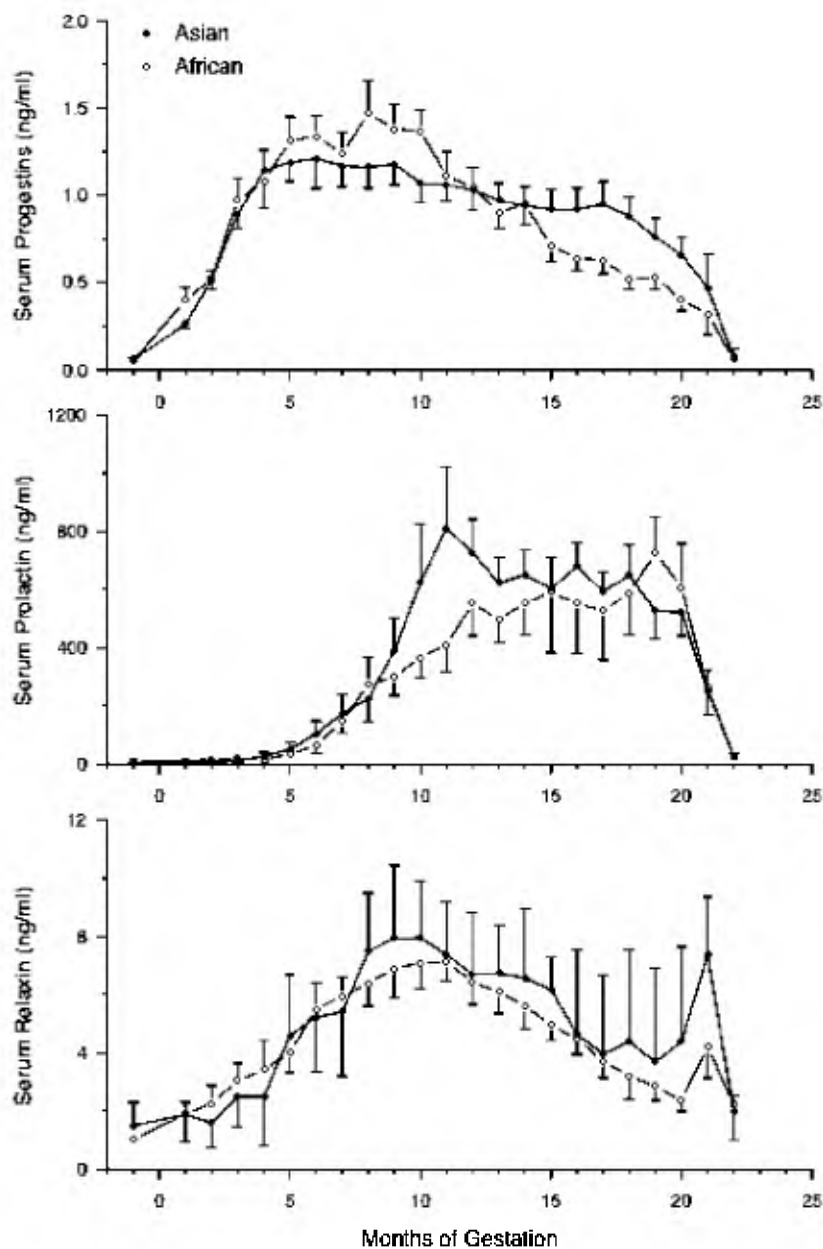 2.0
Asian
African
1.5
1.0
0.5
0.0
Serum Progestins (ng/ml)
0 5 10 15 20 25
1200
800
400
0
Serum Prolactin (ng/ml)
0 5 10 15 20 25
12
8
4
0
Serum Relaxin (ng/ml)
0 5 10 15 20 25
Months of Gestation